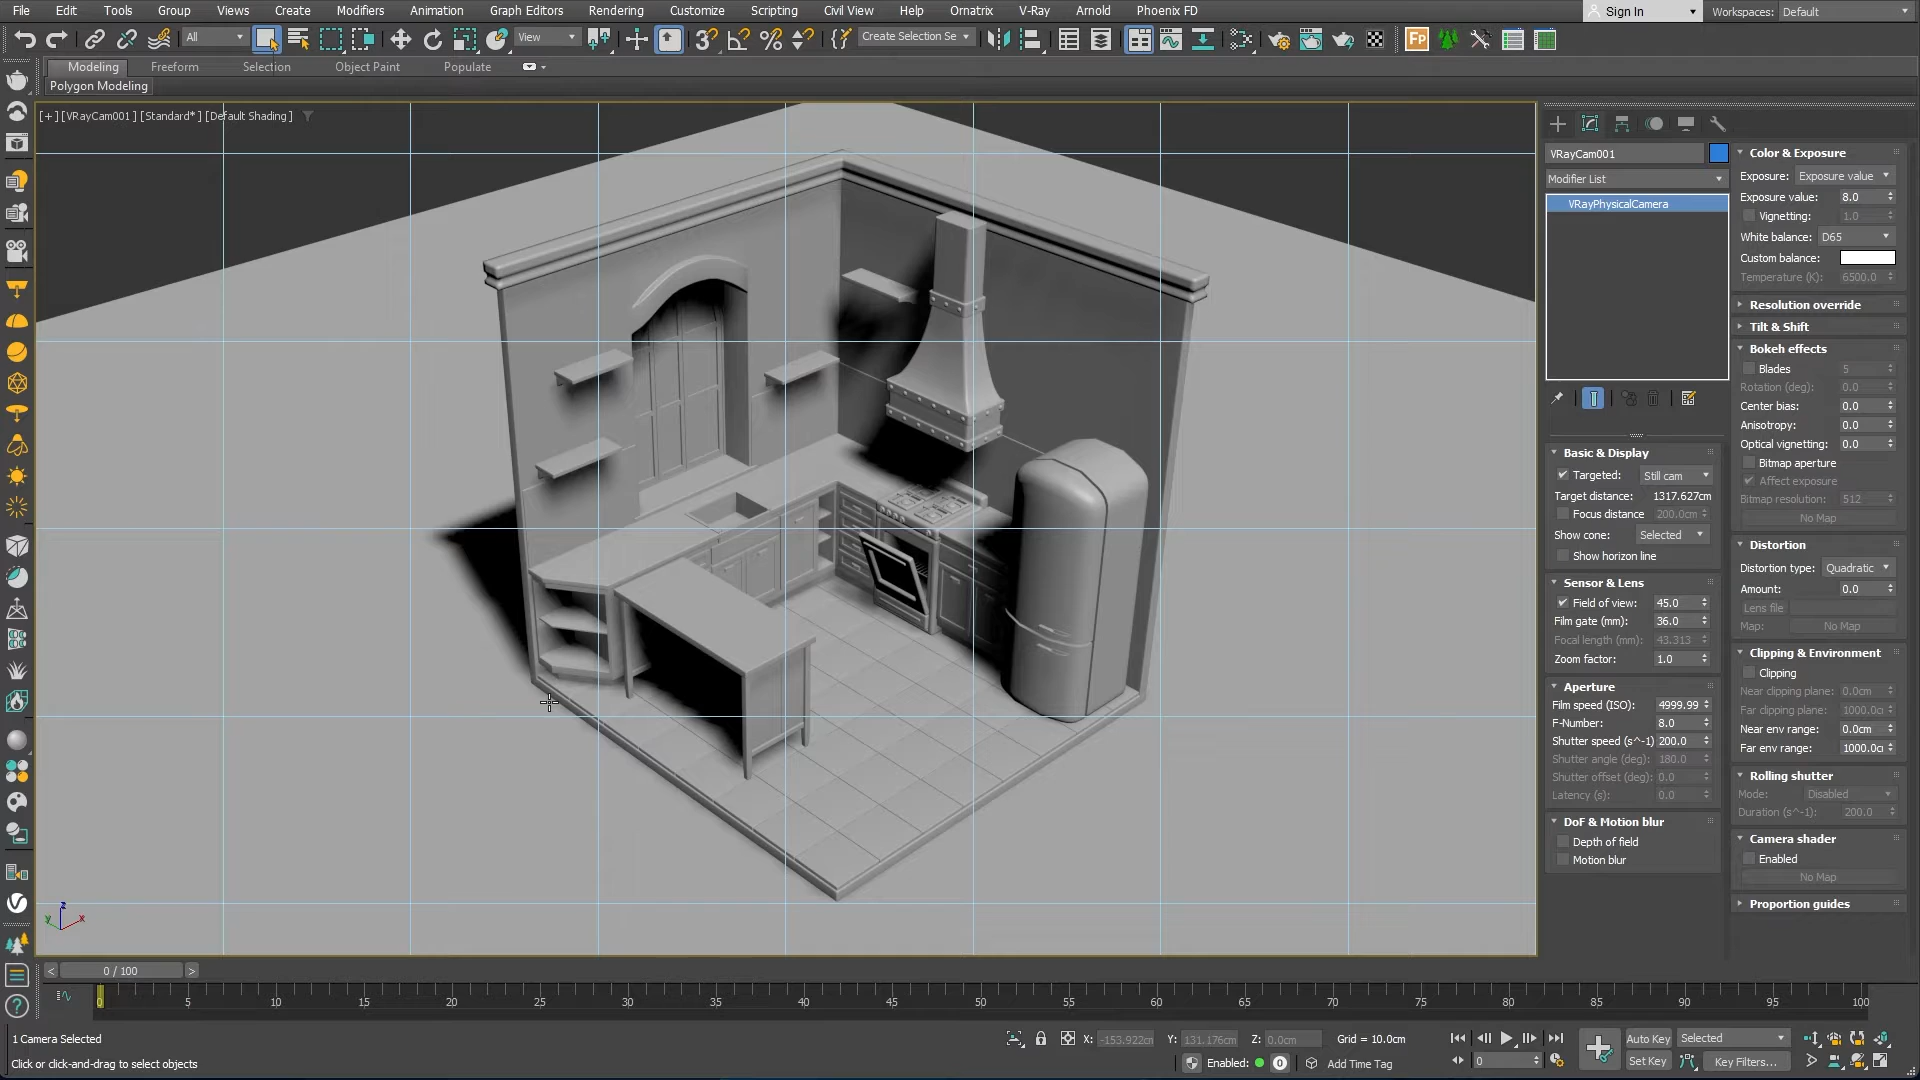 File Edit Tools Group Views Create Modifiers Animation Graph Editors Rendering Customize Scripting Civil View Help Ornatrix V-Ray Arnold Phoenix FD Sign In Workspaces: Default
All View Create Selection Se
Modeling Freeform Selection Object Paint Populate
Polygon Modeling
[+] [VRayCam001] [Standard*] [Default Shading]
VRayCam001
Modifier List
VRayPhysicalCamera
Basic & Display
Targeted: Still cam
Target distance: 1317.627cm
Focus distance 200.0cm
Show cone: Selected
Show horizon line
Sensor & Lens
Field of view: 45.0
Film gate (mm): 36.0
Focal length (mm): 43.313
Zoom factor: 1.0
Aperture
Film speed (ISO): 4999.99
F-Number: 8.0
Shutter speed (s^-1) 200.0
Shutter angle (deg): 180.0
Shutter offset (deg): 0.0
Latency (s): 0.0
DoF & Motion blur
Depth of field
Motion blur
Color & Exposure
Exposure: Exposure value
Exposure value: 8.0
Vignetting: 1.0
White balance: D65
Custom balance:
Temperature (K): 6500.0
Resolution override
Tilt & Shift
Bokeh effects
Blades 5
Rotation (deg): 0.0
Center bias: 0.0
Anisotropy: 0.0
Optical vignetting: 0.0
Bitmap aperture
Affect exposure
Bitmap resolution: 512
No Map
Distortion
Distortion type: Quadratic
Amount: 0.0
Lens file
Map: No Map
Clipping & Environment
Clipping
Near clipping plane: 0.0cm
Far clipping plane: 1000.0c
Near env range: 0.0cm
Far env range: 1000.0c
Rolling shutter
Mode: Disabled
Duration (s^-1): 200.0
Camera shader
Enabled
No Map
Proportion guides
z
y x
< 0 / 100 >
0 5 10 15 20 25 30 35 40 45 50 55 60 65 70 75 80 85 90 95 100
1 Camera Selected X: -153.922c Y: 131.176cm Z: 0.0cm Grid = 10.0cm Auto Key Selected
Click or click-and-drag to select objects Enabled: 0 Add Time Tag 0 Set Key Key Filters...